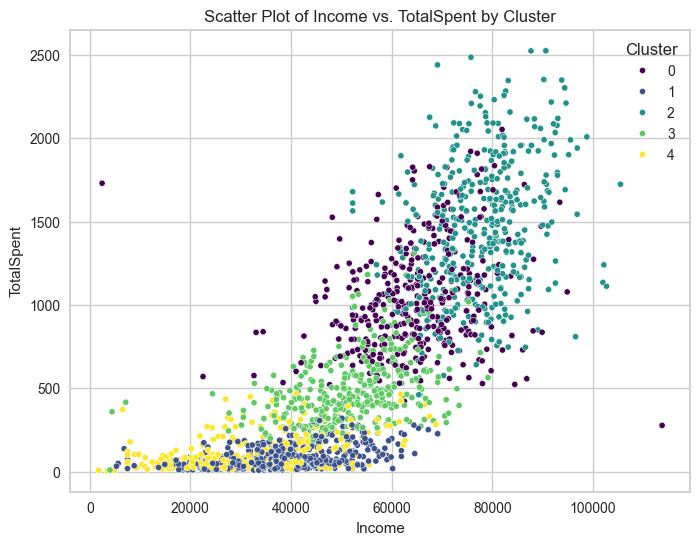 Scatter Plot of Income vs. TotalSpent by Cluster
Cluster
0
1
2
3
4
2500
2000
1500
1000
500
0
TotalSpent
0 20000 40000 60000 80000 100000
Income